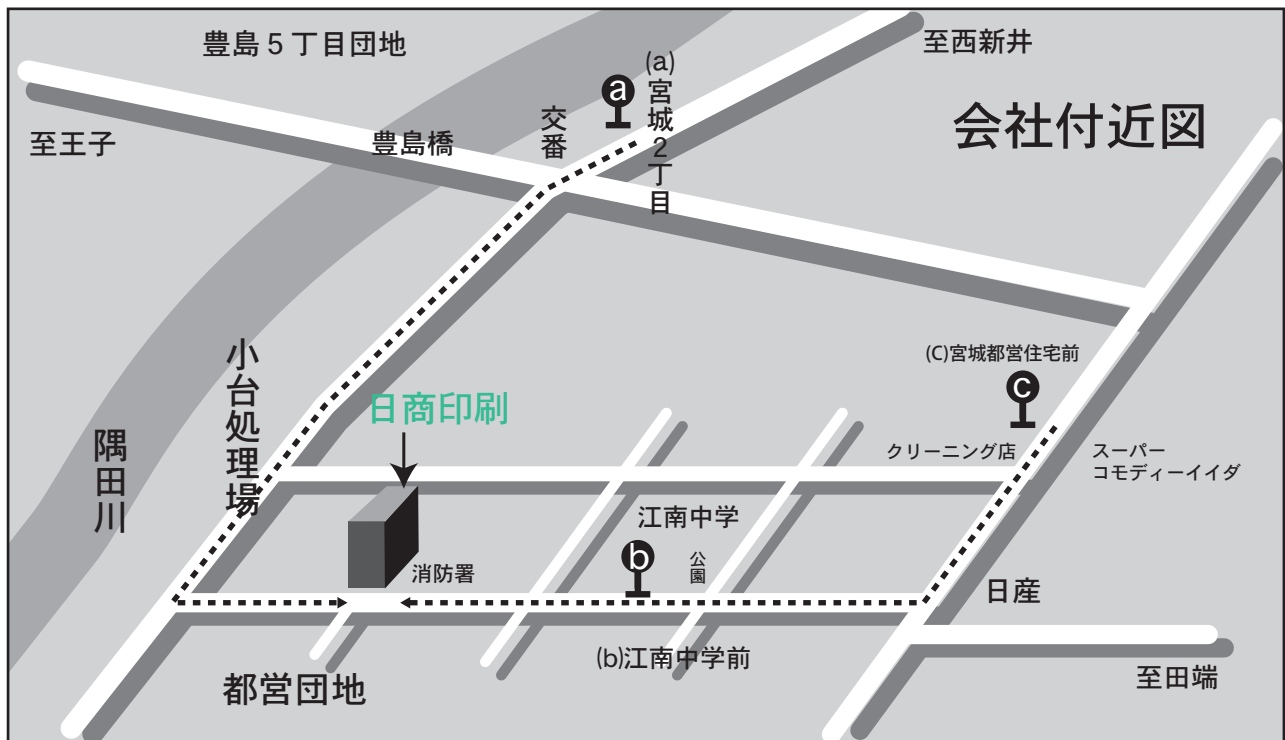 豊島5丁目団地
至西新井
(a)宮城2丁目
a
交番
会社付近図
至王子
豊島橋
(C)宮城都営住宅前
c
小台処理場
日商印刷
隅田川
クリーニング店
スーパー
コモディーイイダ
江南中学
b
公園
消防署
日産
(b)江南中学前
至田端
都営団地